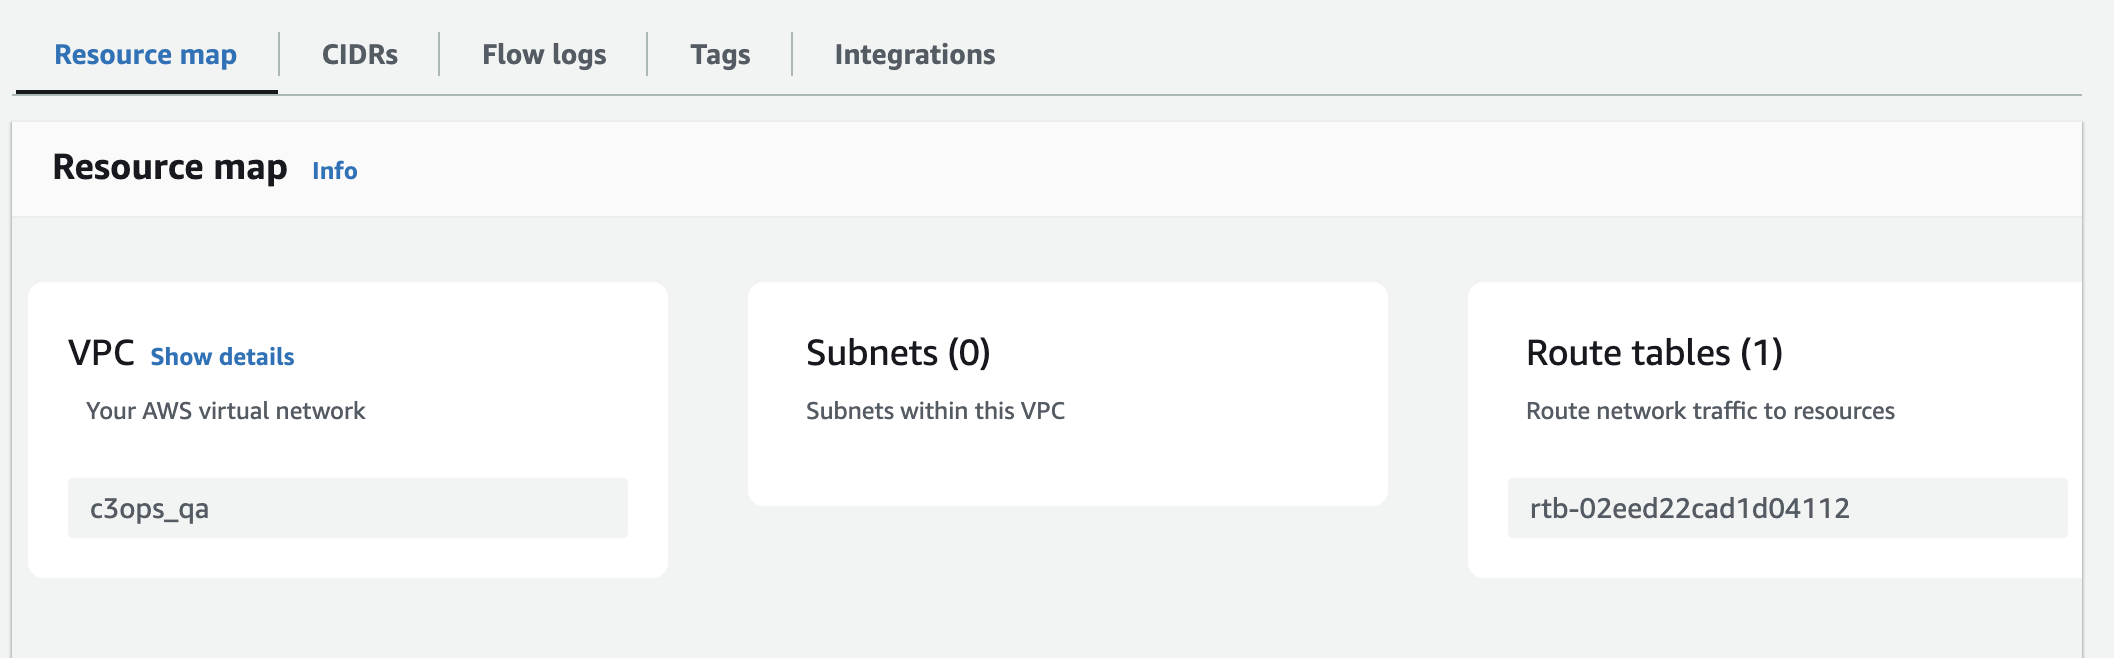 Resource map
CIDRs
Flow logs
Tags
Integrations
Resource map Info
VPC Show details
Your AWS virtual network
c3ops_qa
Subnets (0)
Subnets within this VPC
Route tables (1)
Route network traffic to resources
rtb-02eed22cad1d04112